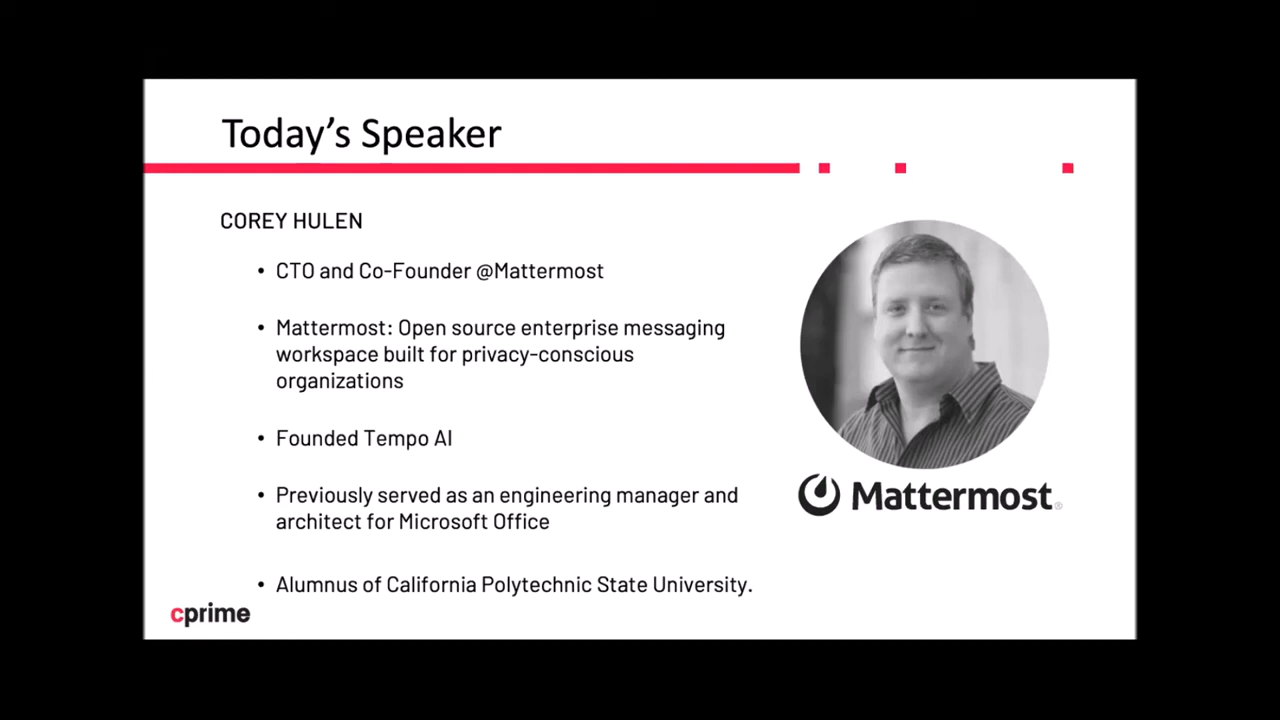 Today’s Speaker
COREY HULEN
• CTO and Co-Founder @Mattermost
• Mattermost: Open source enterprise messaging
workspace built for privacy-conscious
organizations
• Founded Tempo AI
• Previously served as an engineering manager and
architect for Microsoft Office
• Alumnus of California Polytechnic State University.
Mattermost®
cprime